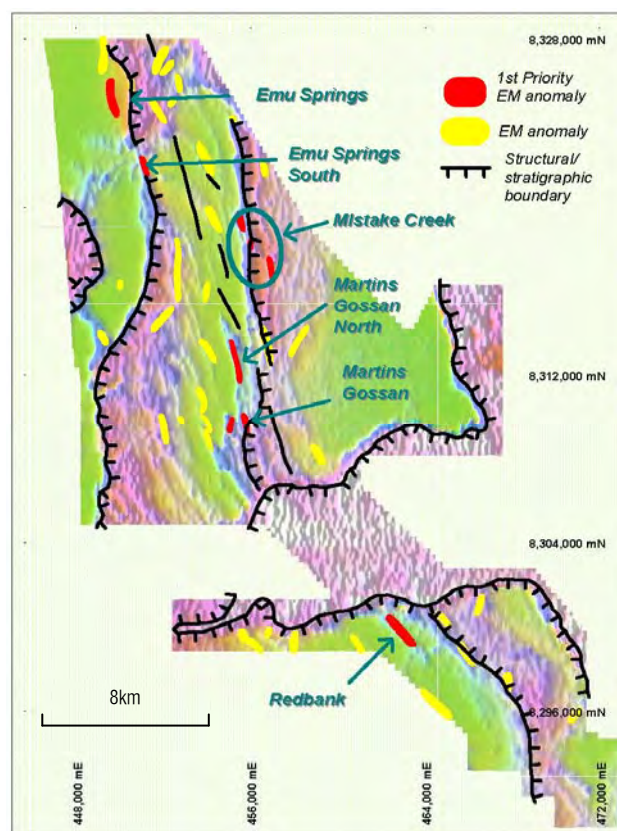 8,328,000 mN
1st Priority
EM anomaly
EM anomaly
Structural/
stratigraphic
boundary
Emu Springs
Emu Springs
South
Mistake Creek
Martins
Gossan
North
8,312,000 mN
Martins
Gossan
8,304,000 mN
Redbank
8km
8,296,000 mN
448,000 mE
456,000 mE
464,000 mE
472,000 mE